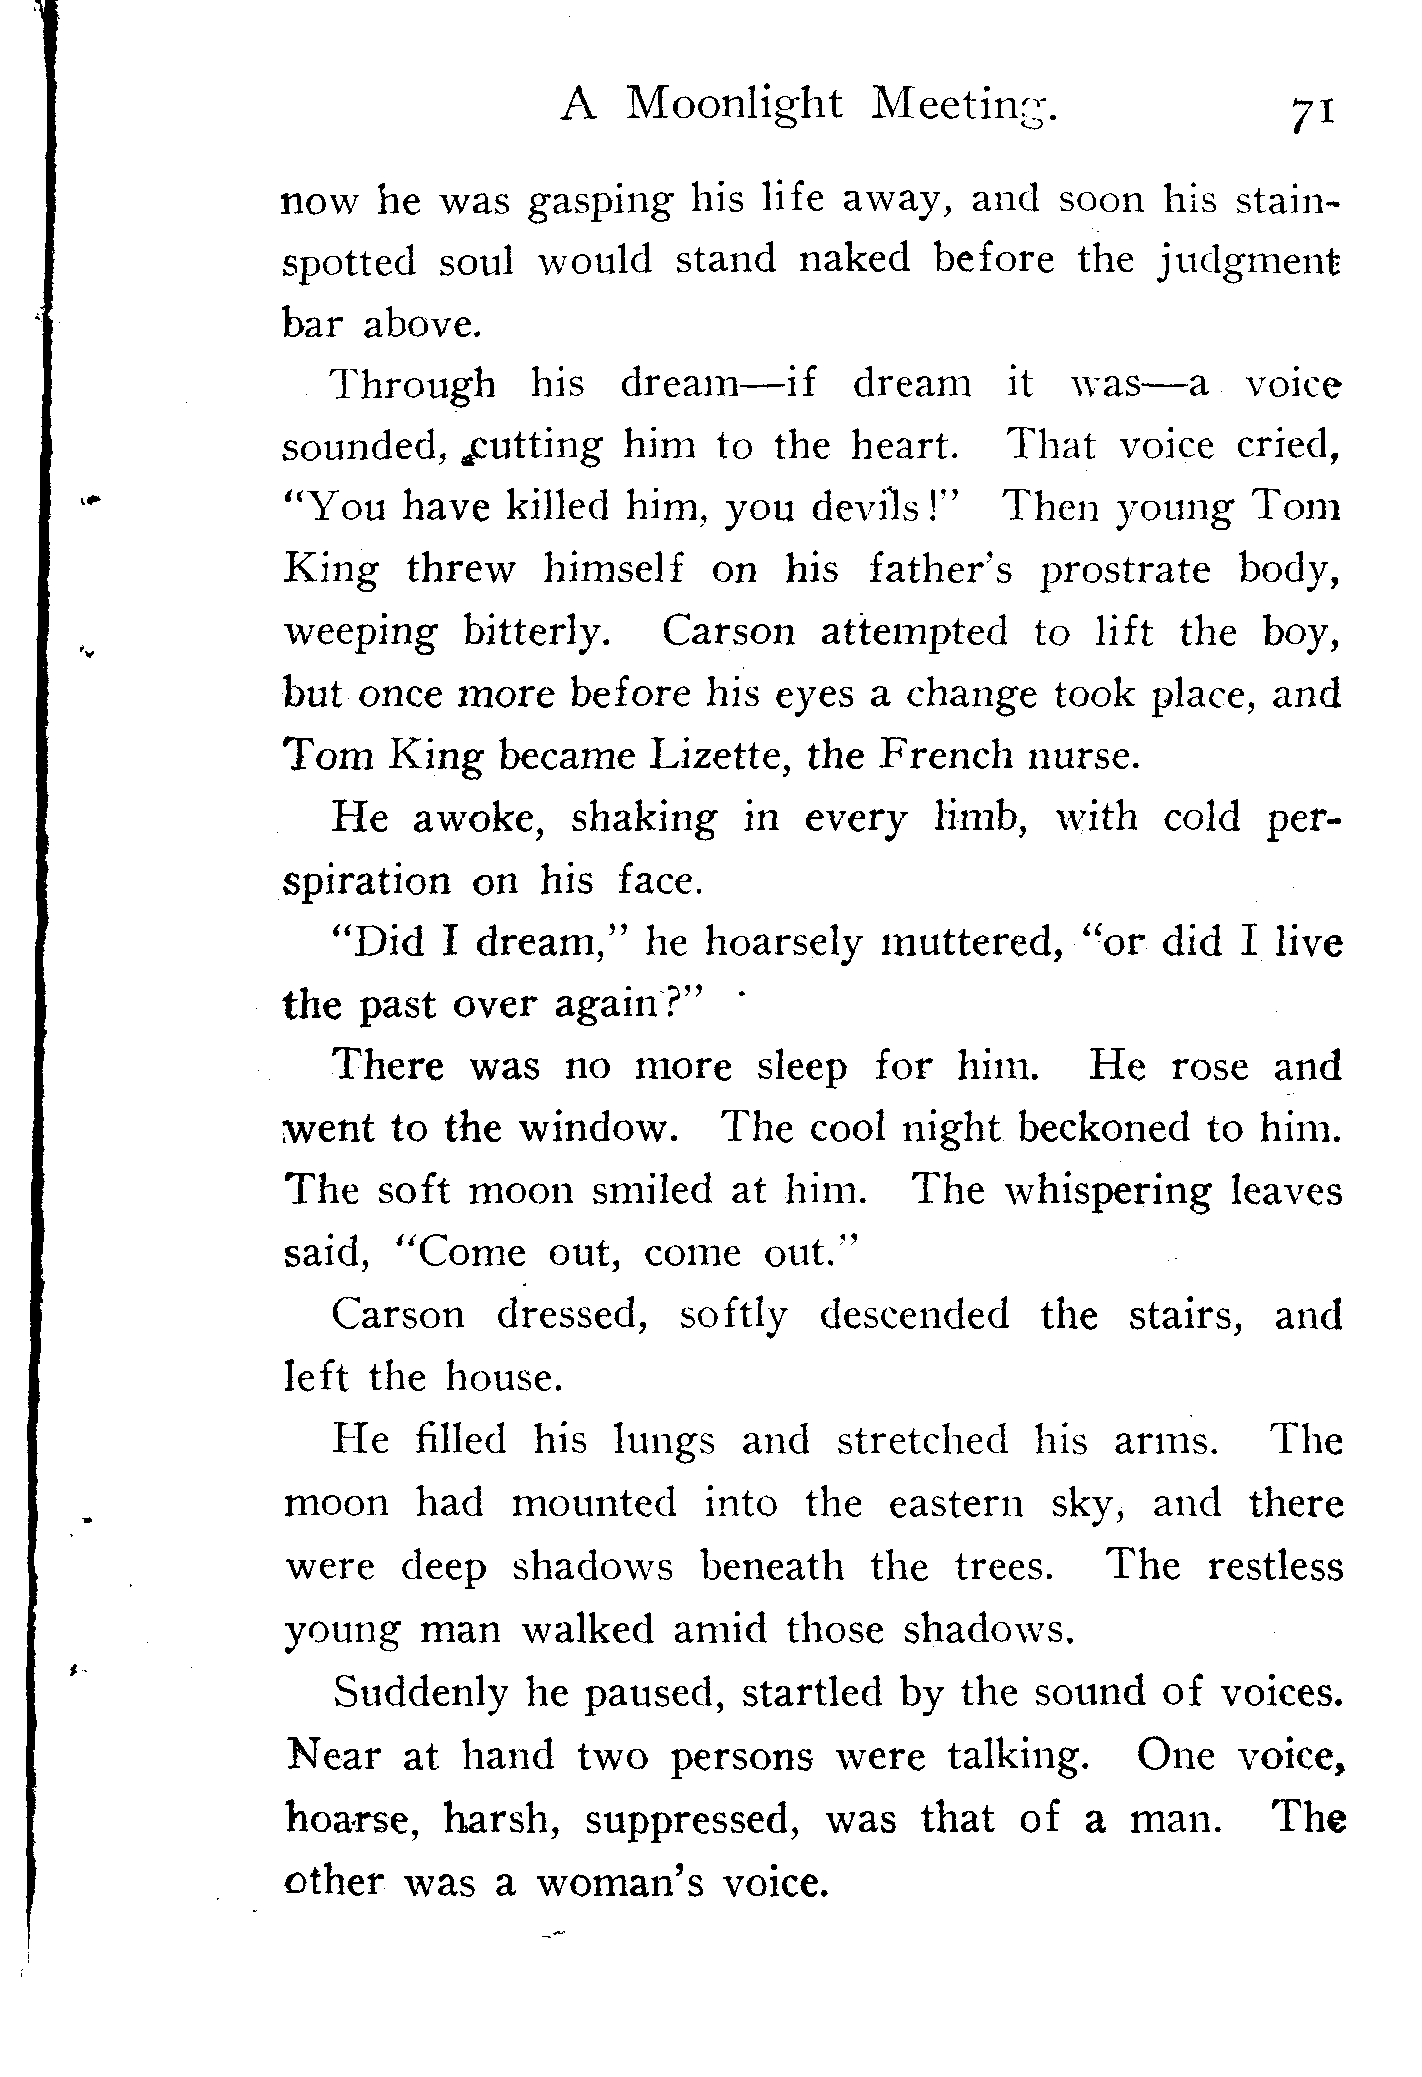 A Moonlight Meeting. 71
now he was gasping his life away, and soon his stain-
spotted soul would stand naked before the judgment
bar above.
Through his dream—if dream it was—a voice
sounded, cutting him to the heart. That voice cried,
"You have killed him, you devils!" Then young Tom
King threw himself on his father's prostrate body,
weeping bitterly. Carson attempted to lift the boy,
but once more before his eyes a change took place, and
Tom King became Lizette, the French nurse.
He awoke, shaking in every limb, with cold per-
spiration on his face.
"Did I dream," he hoarsely muttered, "or did I live
the past over again?"
There was no more sleep for him. He rose and
went to the window. The cool night beckoned to him.
The soft moon smiled at him. The whispering leaves
said, "Come out, come out."
Carson dressed, softly descended the stairs, and
left the house.
He filled his lungs and stretched his arms. The
moon had mounted into the eastern sky, and there
were deep shadows beneath the trees. The restless
young man walked amid those shadows.
Suddenly he paused, startled by the sound of voices.
Near at hand two persons were talking. One voice,
hoarse, harsh, suppressed, was that of a man. The
other was a woman's voice.